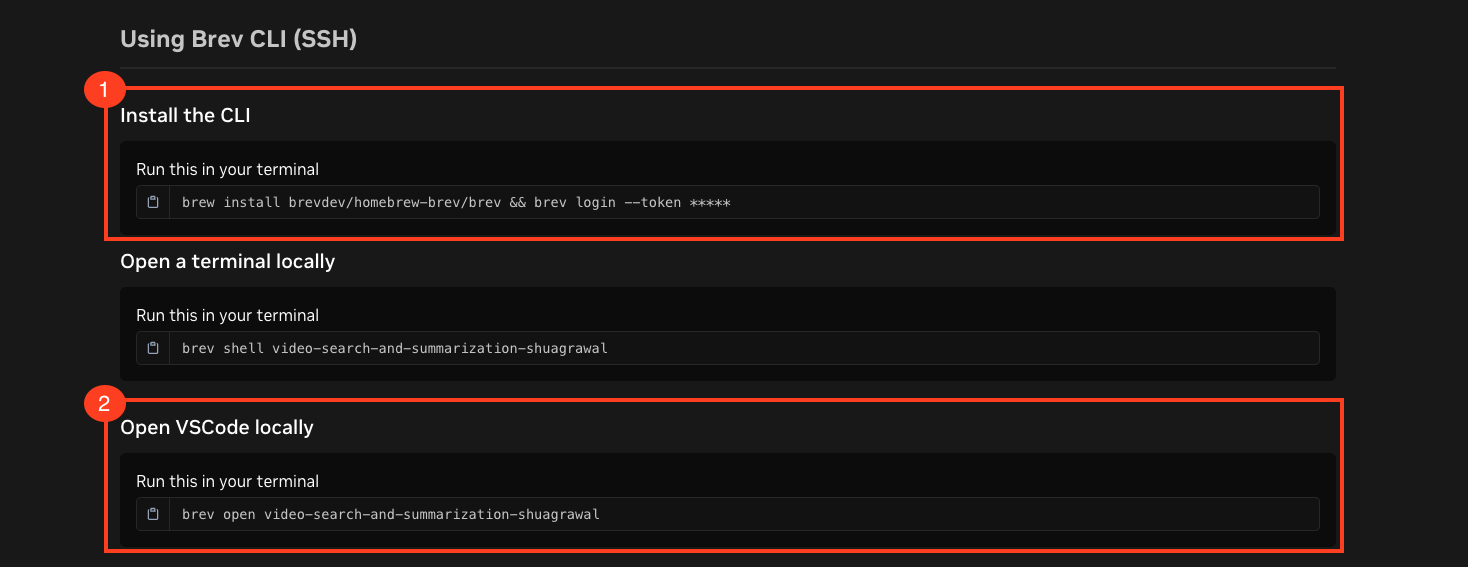 Using Brev CLI (SSH)
1
Install the CLI
Run this in your terminal
brew install brevdev/homebrew-brev/brev && brev login --token *****
Open a terminal locally
Run this in your terminal
brev shell video-search-and-summarization-shuagrawal
2
Open VSCode locally
Run this in your terminal
brev open video-search-and-summarization-shuagrawal